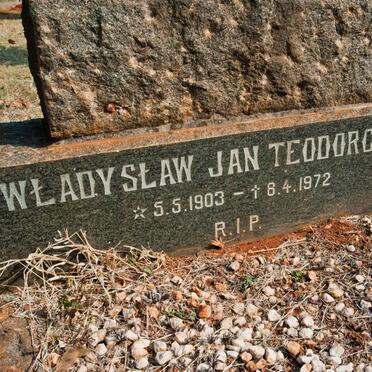 WŁADYSŁAW JAN TEODORC
☆ 5.5.1903 – † 8.4.1972
R.I.P.